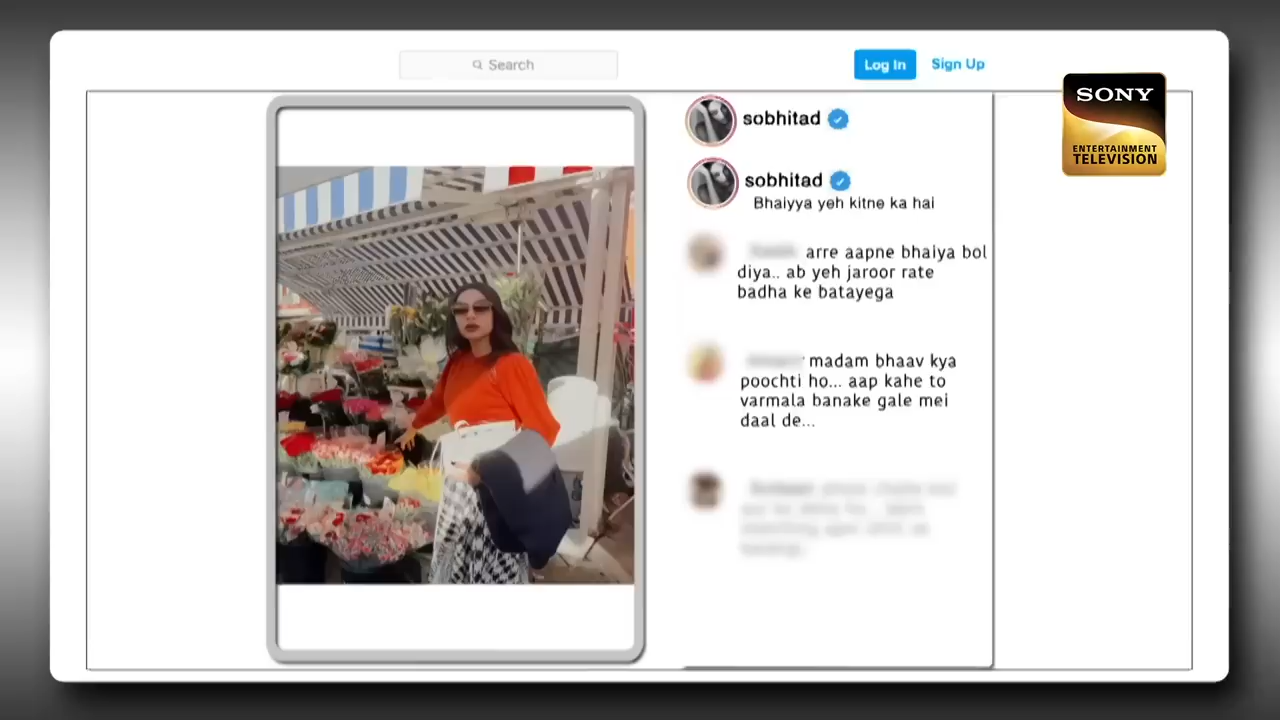 Search
Log In
Sign Up
SONY
ENTERTAINMENT
TELEVISION
sobhitad
sobhitad
Bhaiyya yeh kitne ka hai
arre aapne bhaiya bol
diya.. ab yeh jaroor rate
badha ke batayega
madam bhaav kya
poochti ho... aap kahe to
varmala banake gale mei
daal de...